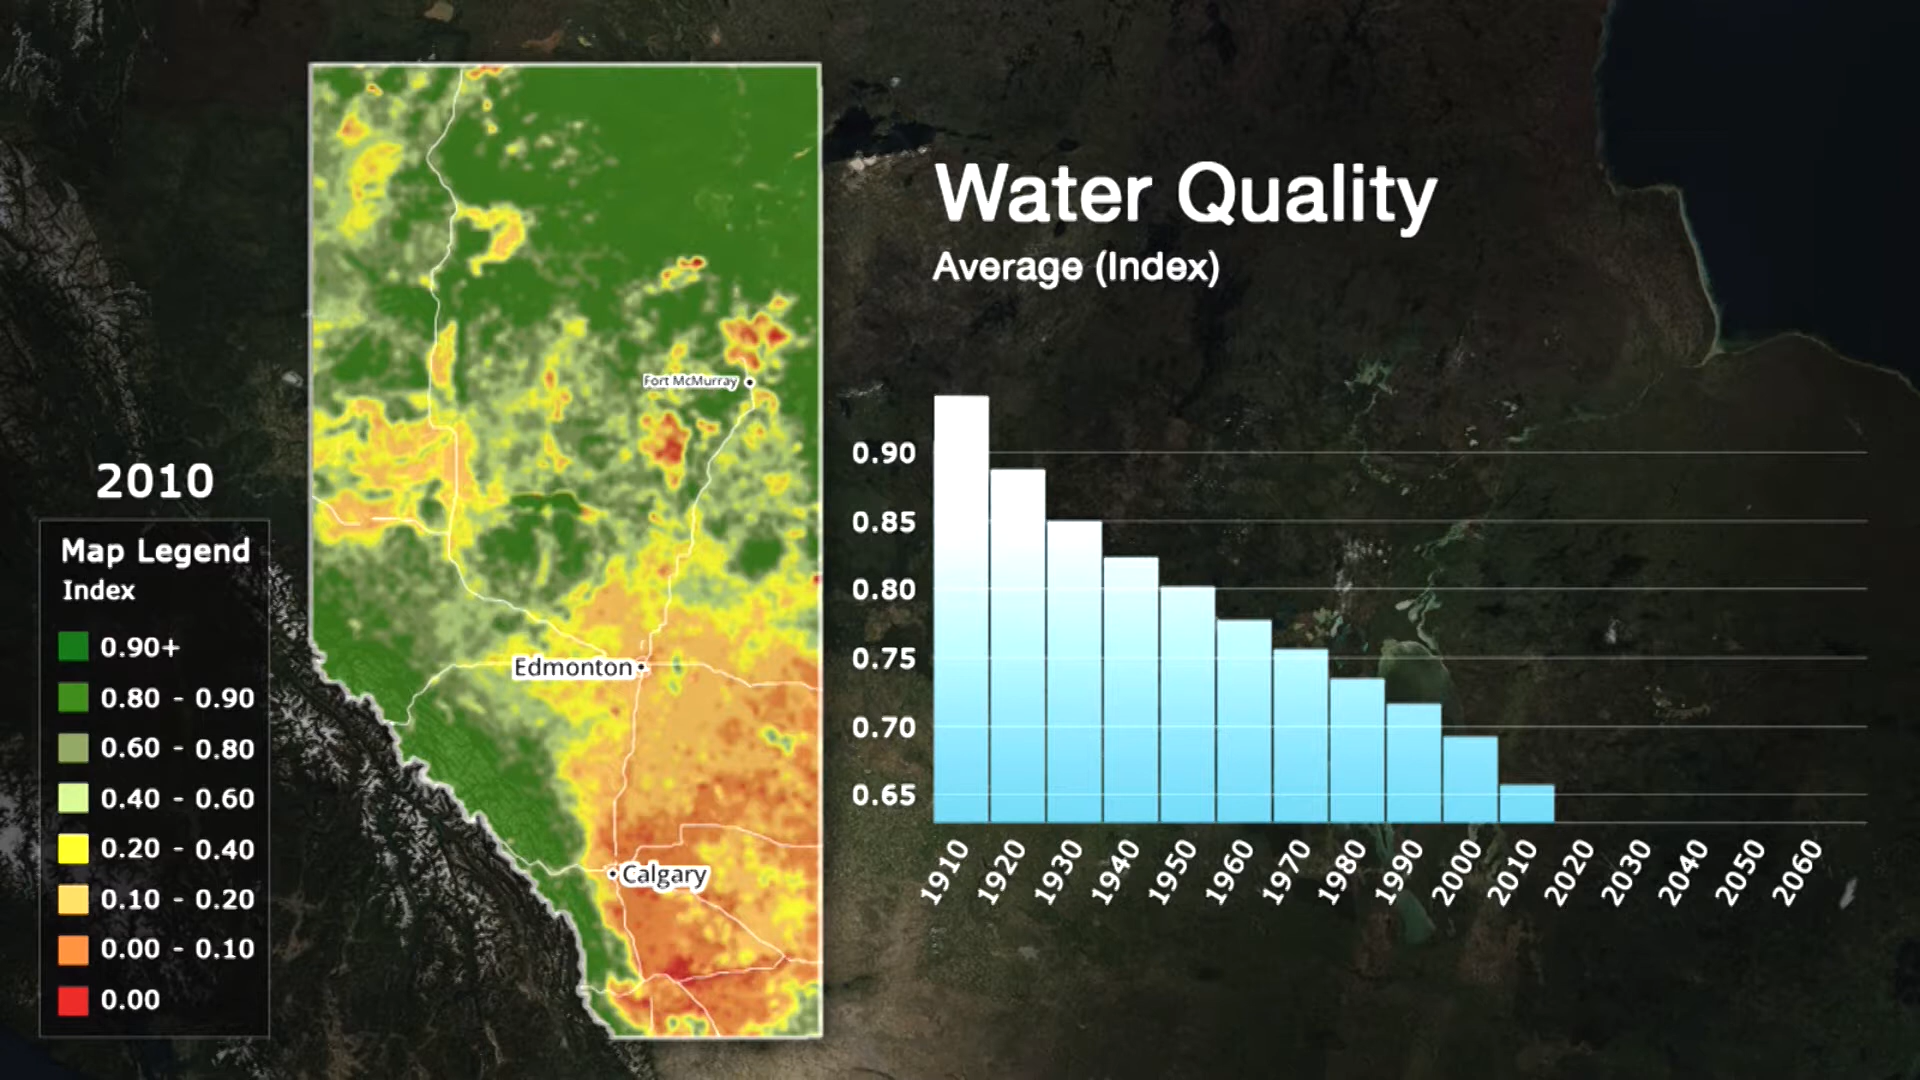 Water Quality
Average (Index)
2010
Map Legend
Index
0.90+
0.80 - 0.90
0.60 - 0.80
0.40 - 0.60
0.20 - 0.40
0.10 - 0.20
0.00 - 0.10
0.00
Fort McMurray
Edmonton
Calgary
0.90
0.85
0.80
0.75
0.70
0.65
1910 1920 1930 1940 1950 1960 1970 1980 1990 2000 2010 2020 2030 2040 2050 2060